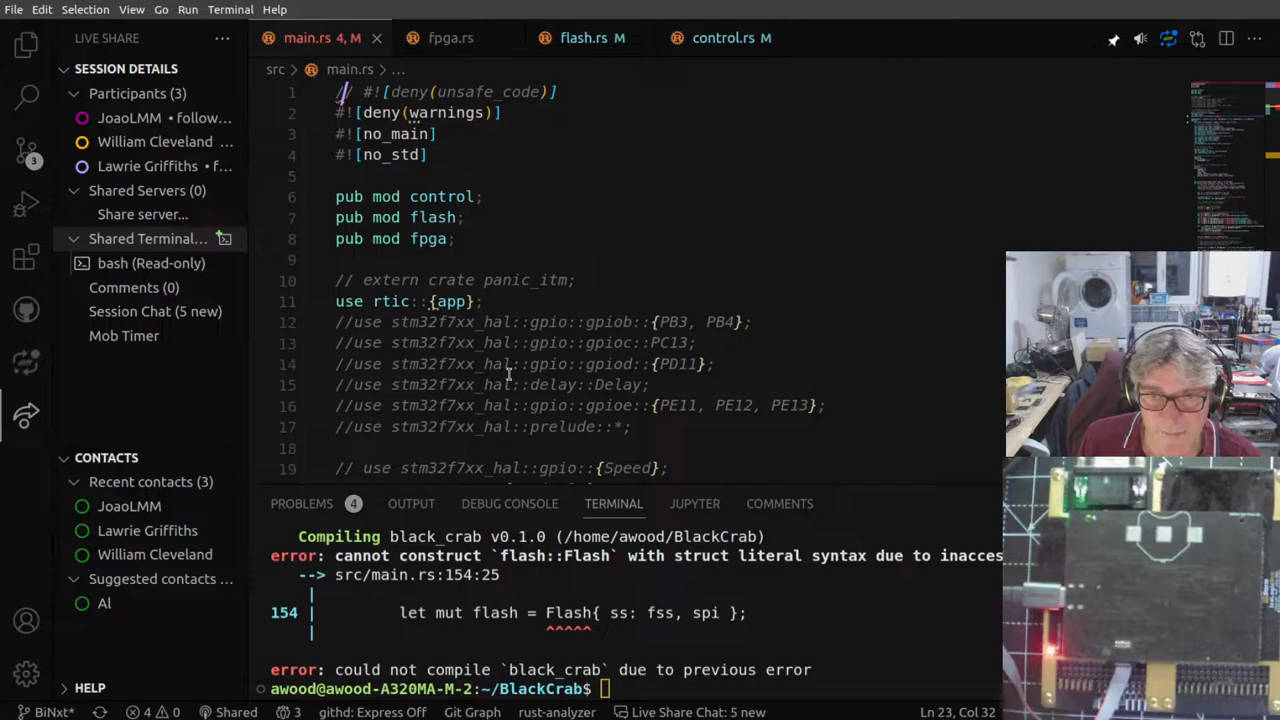 File Edit Selection View Go Run Terminal Help
LIVE SHARE
SESSION DETAILS
Participants (3)
JoaoLMM • follow...
William Cleveland ...
Lawrie Griffiths • f...
Shared Servers (0)
Share server...
Shared Terminal...
bash (Read-only)
Comments (0)
Session Chat (5 new)
Mob Timer
CONTACTS
Recent contacts (3)
JoaoLMM
Lawrie Griffiths
William Cleveland
Suggested contacts ...
Al
HELP
3
main.rs 4, M
fpga.rs
flash.rs M
control.rs M
src
main.rs
...
1 // #![deny(unsafe_code)]
2 #![deny(warnings)]
3 #![no_main]
4 #![no_std]
5
6 pub mod control;
7 pub mod flash;
8 pub mod fpga;
9
10 // extern crate panic_itm;
11 use rtic::{app};
12 //use stm32f7xx_hal::gpio::gpiob::{PB3, PB4};
13 //use stm32f7xx_hal::gpio::gpioc::PC13;
14 //use stm32f7xx_hal::gpio::gpiod::{PD11};
15 //use stm32f7xx_hal::delay::Delay;
16 //use stm32f7xx_hal::gpio::gpioe::{PE11, PE12, PE13};
17 //use stm32f7xx_hal::prelude::*;
18
19 // use stm32f7xx_hal::gpio::{Speed};
PROBLEMS 4 OUTPUT DEBUG CONSOLE TERMINAL JUPYTER COMMENTS
Compiling black_crab v0.1.0 (/home/awood/BlackCrab)
error: cannot construct `flash::Flash` with struct literal syntax due to inacces
--> src/main.rs:154:25
|
154 | let mut flash = Flash{ ss: fss, spi };
| ^^^^^
error: could not compile `black_crab` due to previous error
awood@awood-A320MA-M-2:~/BlackCrab$
BiNxt* 4 0 Shared 3 githd: Express Off Git Graph rust-analyzer Live Share Chat: 5 new Ln 23, Col 32